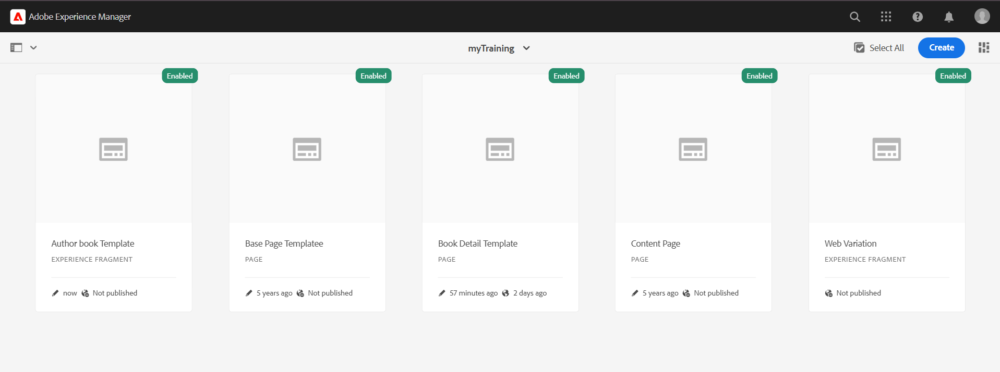 Adobe Experience Manager
myTraining
Select All
Create
Enabled
Enabled
Enabled
Enabled
Enabled
Author book Template
EXPERIENCE FRAGMENT
now Not published
Base Page Templatee
PAGE
5 years ago Not published
Book Detail Template
PAGE
57 minutes ago 2 days ago
Content Page
PAGE
5 years ago Not published
Web Variation
EXPERIENCE FRAGMENT
Not published